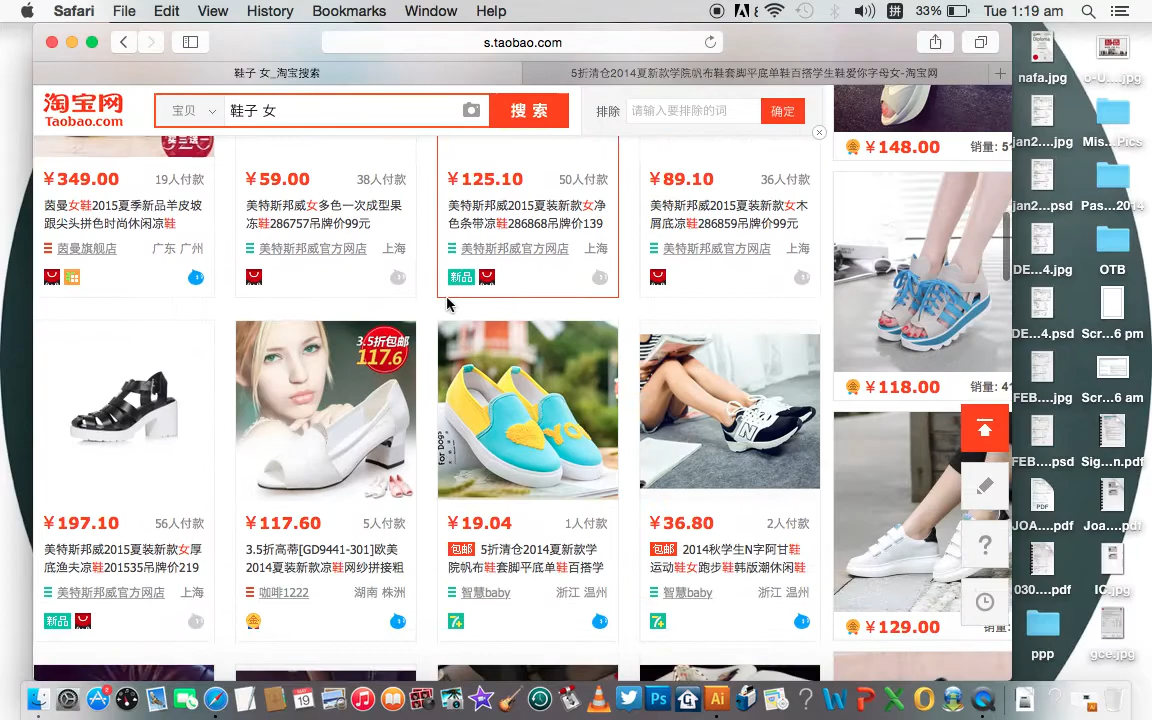 Safari File Edit View History Bookmarks Window Help
33% Tue 1:19 am
s.taobao.com
鞋子 女_淘宝搜索
5折清仓2014夏新款学院帆布鞋套脚平底单鞋百搭学生鞋爱你字母女-淘宝网
淘宝网
Taobao.com
宝贝
鞋子 女
搜 索
排除
请输入要排除的词
确定
¥349.00 19人付款
茵曼女鞋2015夏季新品羊皮坡
跟尖头拼色时尚休闲凉鞋
茵曼旗舰店 广东 广州
¥59.00 38人付款
美特斯邦威女多色一次成型果
冻鞋286757吊牌价99元
美特斯邦威官方网店 上海
¥125.10 50人付款
美特斯邦威2015夏装新款女净
色条带凉鞋286868吊牌价139
美特斯邦威官方网店 上海
新品
¥89.10 36人付款
美特斯邦威2015夏装新款女木
屑底凉鞋286859吊牌价99元
美特斯邦威官方网店 上海
¥197.10 56人付款
美特斯邦威2015夏装新款女厚
底渔夫凉鞋201535吊牌价219
美特斯邦威官方网店 上海
新品
3.5折包邮
117.6
¥117.60 5人付款
3.5折高蒂[GD9441-301]欧美
2014夏装新款凉鞋网纱拼接粗
咖啡1222 湖南 株洲
for Dogs
YO
¥19.04 1人付款
包邮 5折清仓2014夏新款学
院帆布鞋套脚平底单鞋百搭学
智慧baby 浙江 温州
7+
N
¥36.80 2人付款
包邮 2014秋学生N字阿甘鞋
运动鞋女跑步鞋韩版潮休闲鞋
智慧baby 浙江 温州
7+
¥148.00 销量: 5
¥118.00 销量: 4
¥129.00 销量:
nafa.jpg
o-U....jpg
jan2....jpg
Mis...Pics
jan2...psd
Pas...2014
DE...4.jpg
OTB
DE...4.psd
Scr...6 pm
FEB....jpg
Scr...6 am
FEB....psd
Sig...n.pdf
PDF
JOA....pdf
Joa....pdf
030....pdf
IC.jpg
ppp
gce.jpg